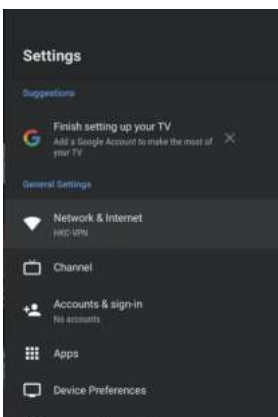 Settings
Suggestions
Finish setting up your TV
Add a Google Account to make the most of
your TV
General Settings
Network & Internet
HKC-VPN
Channel
Accounts & sign-in
No accounts
Apps
Device Preferences